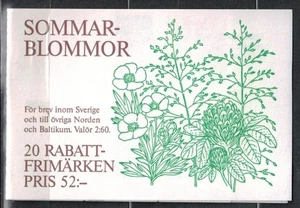 SOMMAR-
BLOMMOR
För brev inom Sverige
och till övriga Norden
och Baltikum. Valör 2:60.
20 RABATT-
FRIMÄRKEN
PRIS 52:–